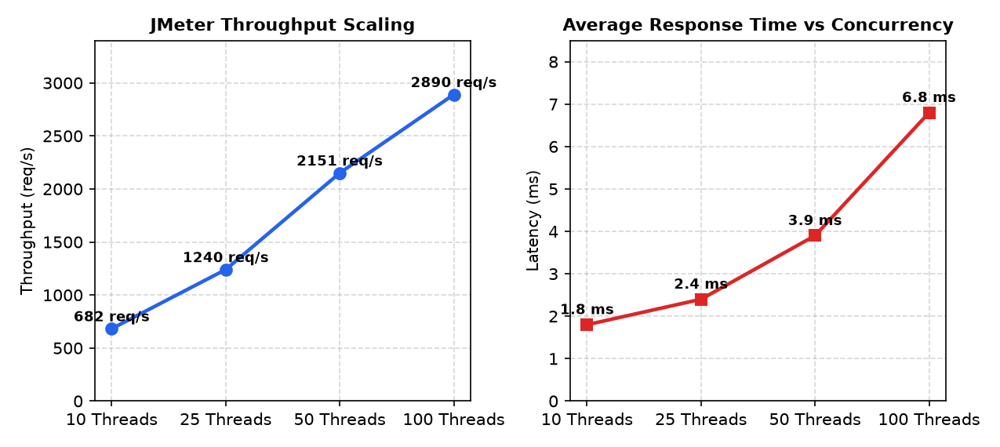 JMeter Throughput Scaling
Throughput (req/s)
3000
2500
2000
1500
1000
500
0
682 req/s
1240 req/s
2151 req/s
2890 req/s
10 Threads
25 Threads
50 Threads
100 Threads
Average Response Time vs Concurrency
Latency (ms)
8
7
6
5
4
3
2
1
0
1.8 ms
2.4 ms
3.9 ms
6.8 ms
10 Threads
25 Threads
50 Threads
100 Threads